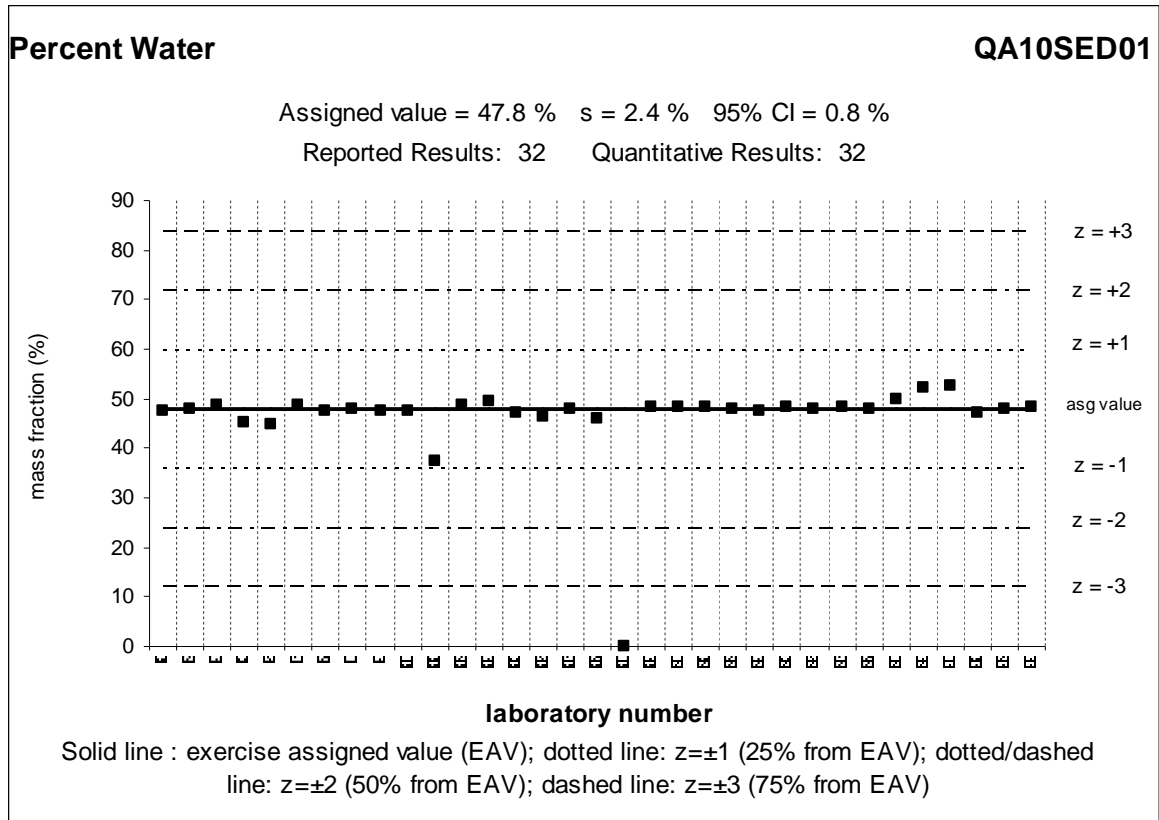 Percent Water QA10SED01
Assigned value = 47.8 % s = 2.4 % 95% CI = 0.8 %
Reported Results: 32 Quantitative Results: 32
90
80
70
60
50
40
30
20
10
0
mass fraction (%)
z = +3
z = +2
z = +1
asg value
z = -1
z = -2
z = -3
laboratory number
Solid line : exercise assigned value (EAV); dotted line: z=±1 (25% from EAV); dotted/dashed
line: z=±2 (50% from EAV); dashed line: z=±3 (75% from EAV)